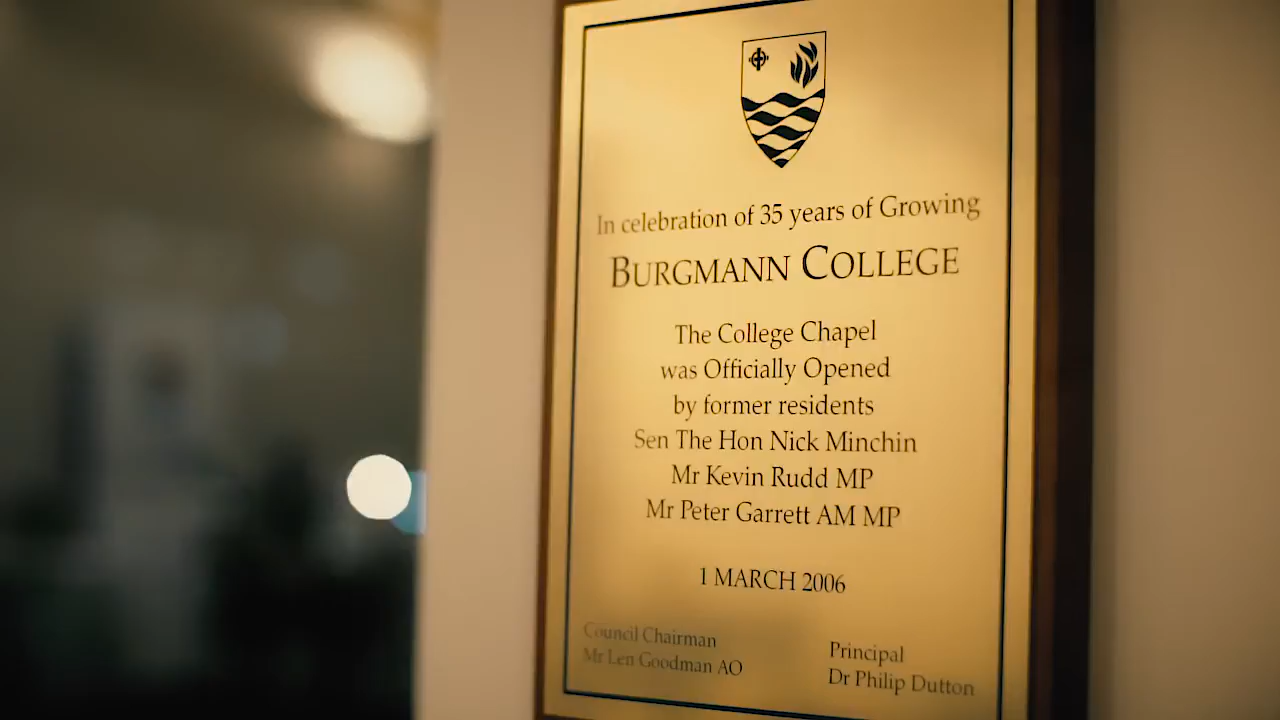 In celebration of 35 years of Growing
BURGMANN COLLEGE
The College Chapel
was Officially Opened
by former residents
Sen The Hon Nick Minchin
Mr Kevin Rudd MP
Mr Peter Garrett AM MP
1 MARCH 2006
Council Chairman
Mr Len Goodman AO
Principal
Dr Philip Dutton